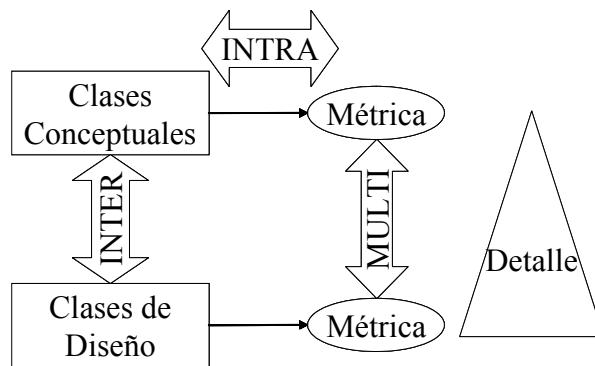 INTRA
Clases
Conceptuales
Métrica
INTER
MULTI
Detalle
Clases de
Diseño
Métrica